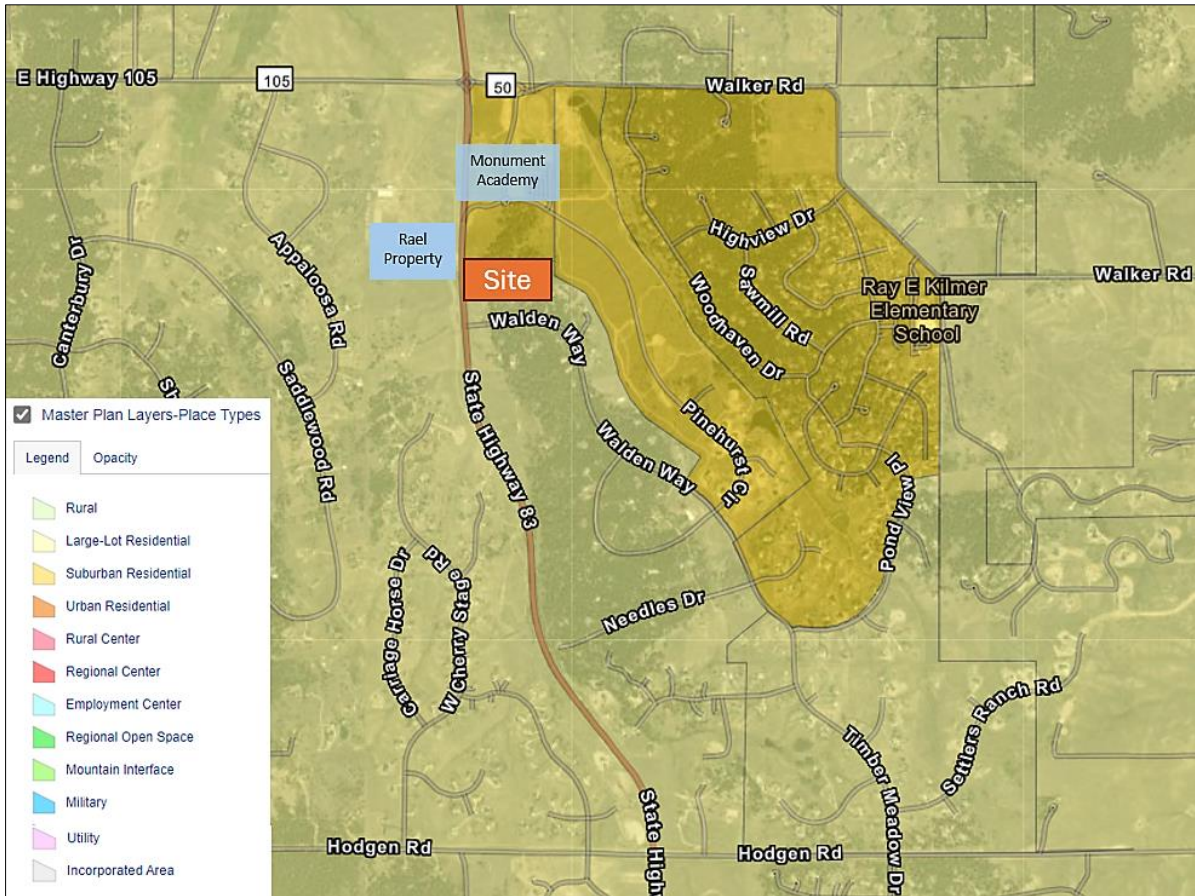 E Highway 105
105
50
Walker Rd
Monument
Academy
Rael
Property
Site
Highview Dr
Sawmill Rd
Woodhaven Dr
Ray E Kilmer
Elementary
School
Walker Rd
Canterbury Dr
Appaloosa Rd
Saddlewood Rd
Sh
Walden Way
State Highway 83
Walden Way
Pinehurst Cir
Pond View Pl
Needles Dr
Carriage Horse Dr
W Cherry Stage Rd
Settlers Ranch Rd
Timber Meadow Dr
State High
Hodgen Rd
Hodgen Rd
Master Plan Layers-Place Types
Legend
Opacity
Rural
Large-Lot Residential
Suburban Residential
Urban Residential
Rural Center
Regional Center
Employment Center
Regional Open Space
Mountain Interface
Military
Utility
Incorporated Area